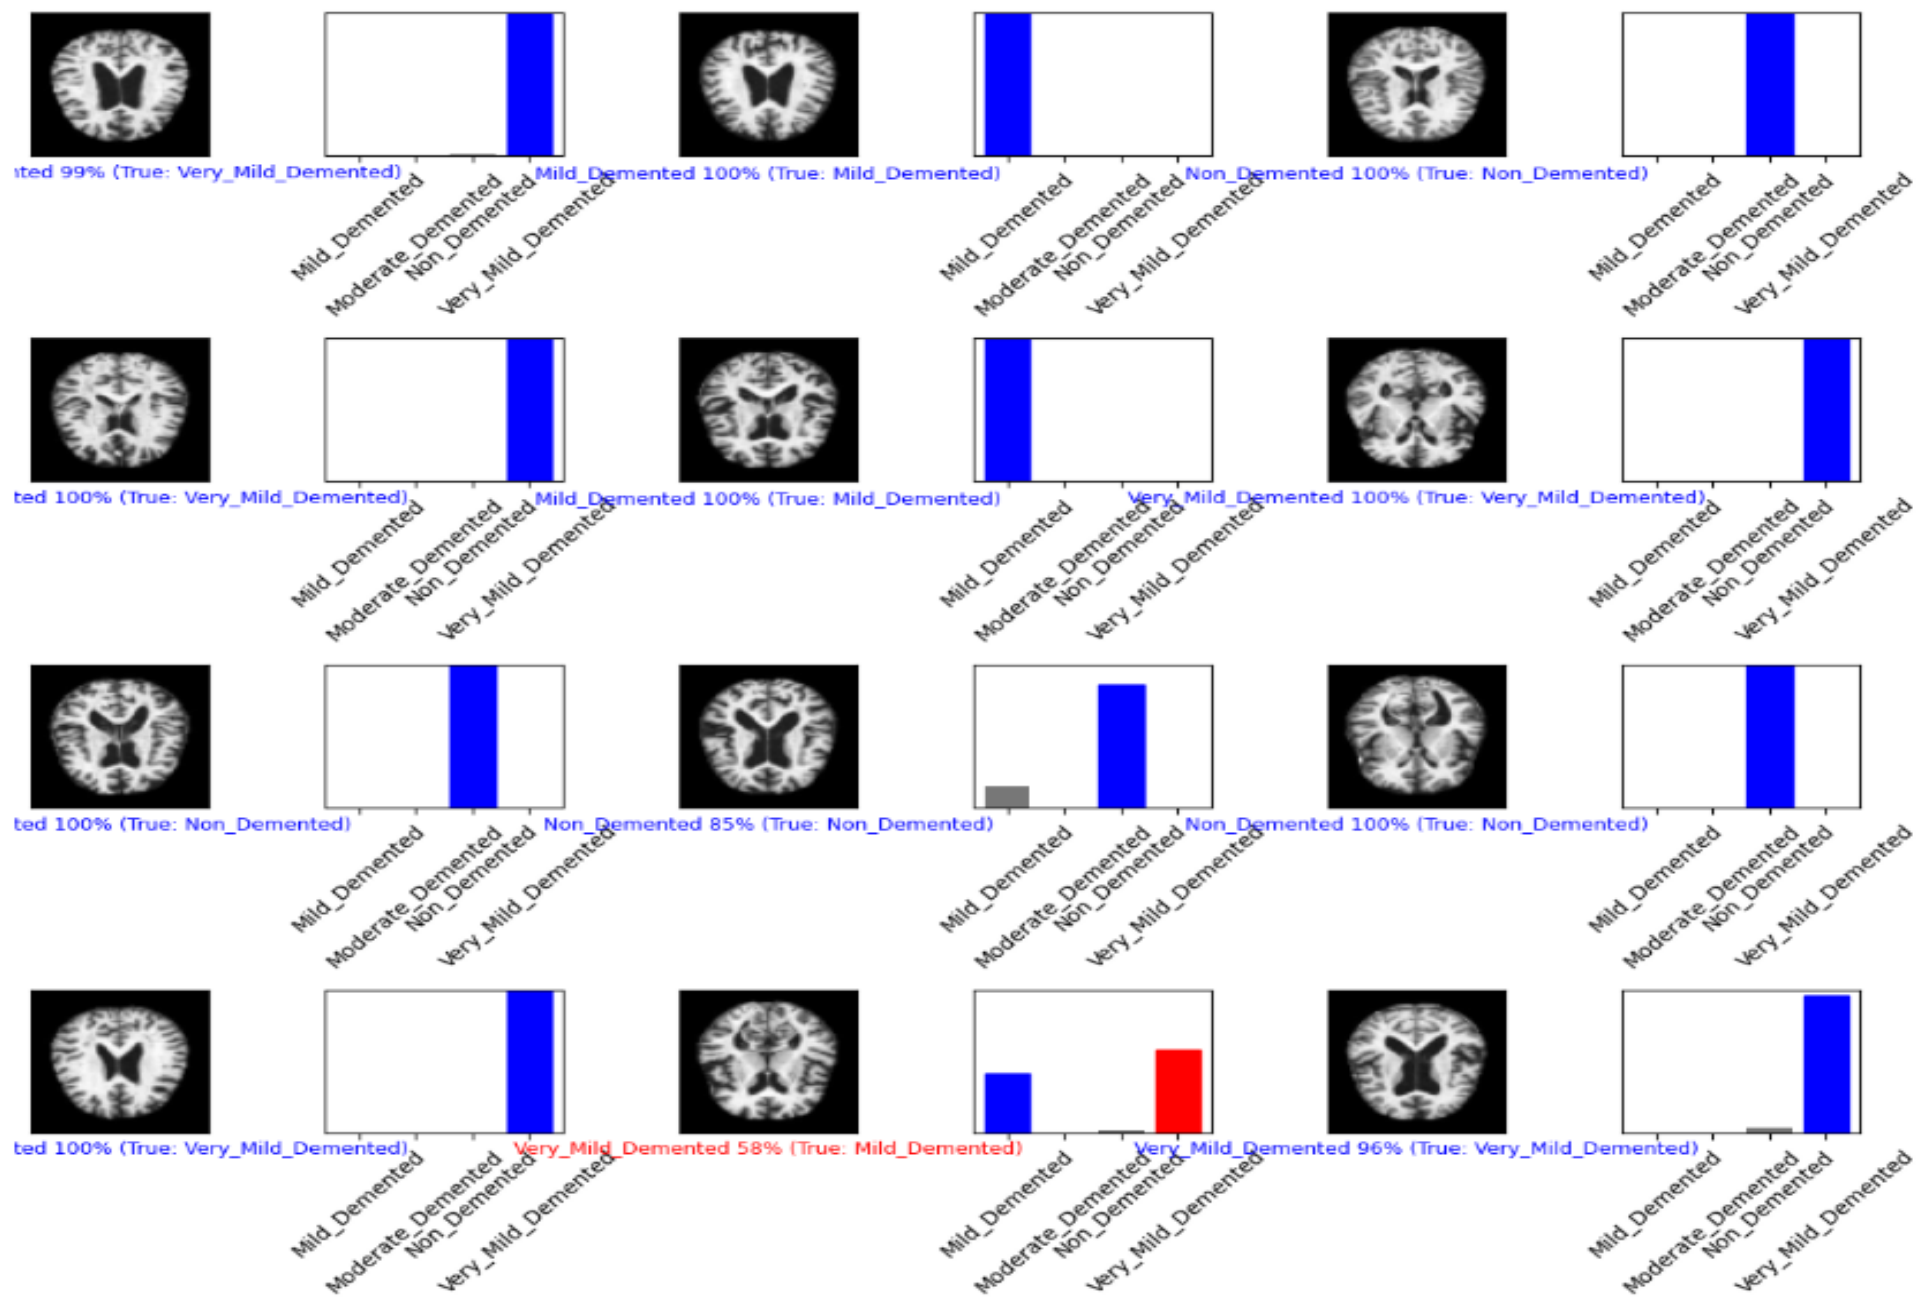 ted 99% (True: Very_Mild_Demented)
Mild_Demented 100% (True: Mild_Demented)
Non_Demented 100% (True: Non_Demented)
Mild_Demented
Moderate_Demented
Non_Demented
Very_Mild_Demented
Mild_Demented
Moderate_Demented
Non_Demented
Very_Mild_Demented
Mild_Demented
Moderate_Demented
Non_Demented
Very_Mild_Demented
ted 100% (True: Very_Mild_Demented)
Mild_Demented 100% (True: Mild_Demented)
Very_Mild_Demented 100% (True: Very_Mild_Demented)
Mild_Demented
Moderate_Demented
Non_Demented
Very_Mild_Demented
Mild_Demented
Moderate_Demented
Non_Demented
Very_Mild_Demented
Mild_Demented
Moderate_Demented
Non_Demented
Very_Mild_Demented
ted 100% (True: Non_Demented)
Non_Demented 85% (True: Non_Demented)
Non_Demented 100% (True: Non_Demented)
Mild_Demented
Moderate_Demented
Non_Demented
Very_Mild_Demented
Mild_Demented
Moderate_Demented
Non_Demented
Very_Mild_Demented
Mild_Demented
Moderate_Demented
Non_Demented
Very_Mild_Demented
ted 100% (True: Very_Mild_Demented)
Very_Mild_Demented 58% (True: Mild_Demented)
Very_Mild_Demented 96% (True: Very_Mild_Demented)
Mild_Demented
Moderate_Demented
Non_Demented
Very_Mild_Demented
Mild_Demented
Moderate_Demented
Non_Demented
Very_Mild_Demented
Mild_Demented
Moderate_Demented
Non_Demented
Very_Mild_Demented